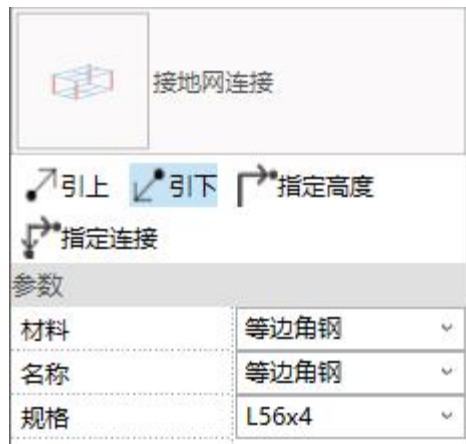 接地网连接
引上 引下 指定高度
指定连接
参数
材料 等边角钢
名称 等边角钢
规格 L56x4